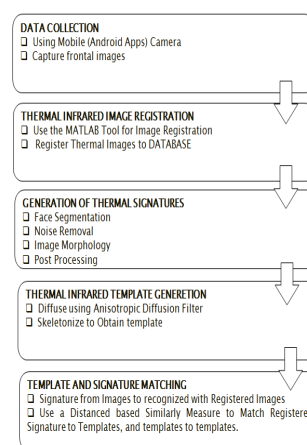 DATA COLLECTION
❑ Using Mobile (Android Apps) Camera
❑ Capture frontal images
THERMAL INFRARED IMAGE REGISTRATION
❑ Use the MATLAB Tool for Image Registration
❑ Register Thermal Images to DATABASE
GENERATION OF THERMAL SIGNATURES
❑ Face Segmentation
❑ Noise Removal
❑ Image Morphology
❑ Post Processing
THERMAL INFRARED TEMPLATE GENERETION
❑ Diffuse using Anisotropic Diffusion Filter
❑ Skeletonize to Obtain template
TEMPLATE AND SIGNATURE MATCHING
❑ Signature from Images to recognized with Registered Images
❑ Use a Distanced based Similarly Measure to Match Registere
Signature to Templates, and templates to templates.